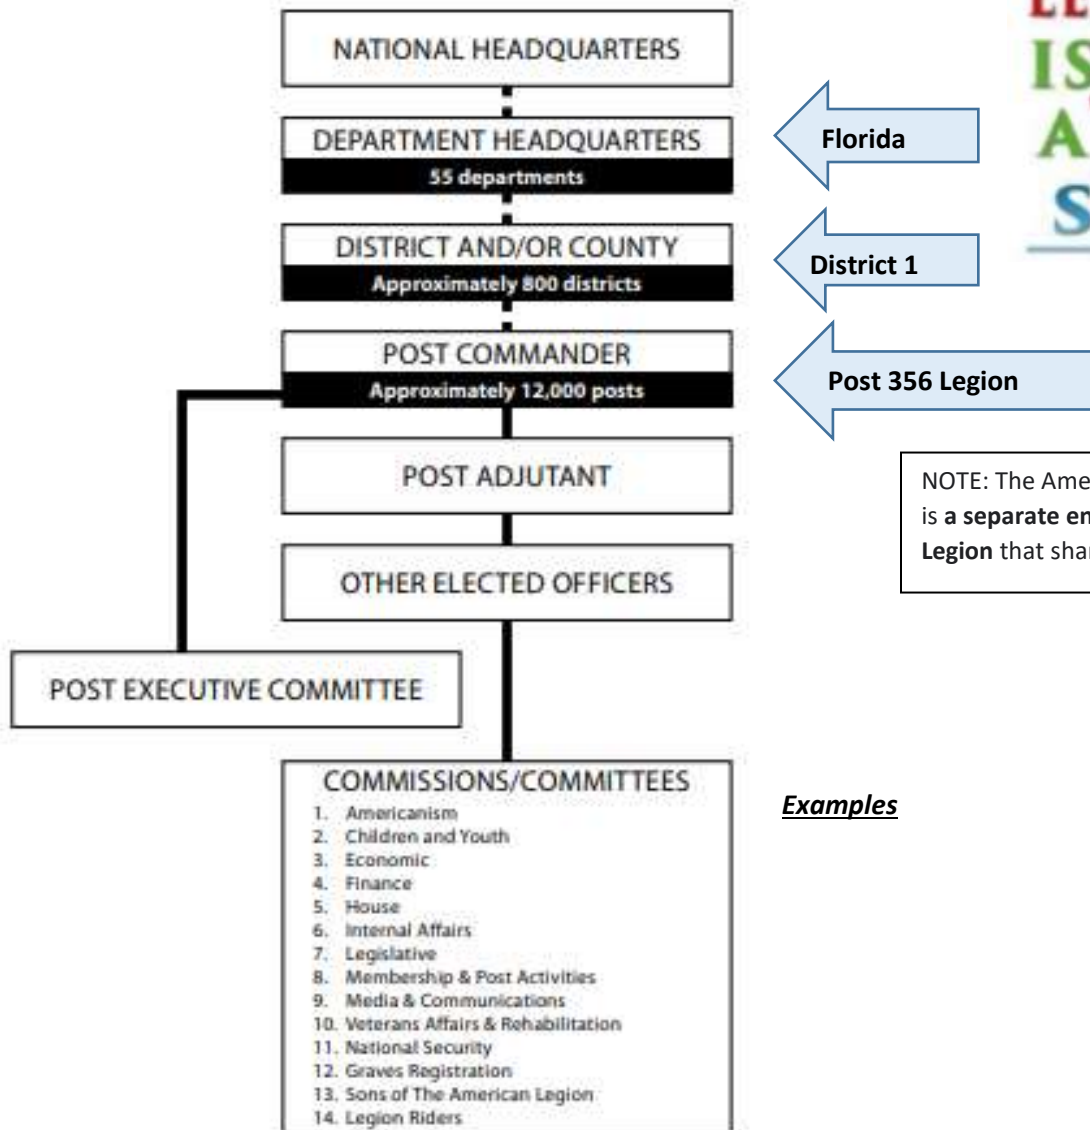 NATIONAL HEADQUARTERS
DEPARTMENT HEADQUARTERS
55 departments
Florida
IS
A
S
DISTRICT AND/OR COUNTY
Approximately 800 districts
District 1
POST COMMANDER
Approximately 12,000 posts
Post 356 Legion
POST ADJUTANT
NOTE: The Ame
is a separate en
Legion that shar
OTHER ELECTED OFFICERS
POST EXECUTIVE COMMITTEE
COMMISSIONS/COMMITTEES
Examples
1. Americanism
2. Children and Youth
3. Economic
4. Finance
5. House
6. Internal Affairs
7. Legislative
8. Membership & Post Activities
9. Media & Communications
10. Veterans Affairs & Rehabilitation
11. National Security
12. Graves Registration
13. Sons of The American Legion
14. Legion Riders